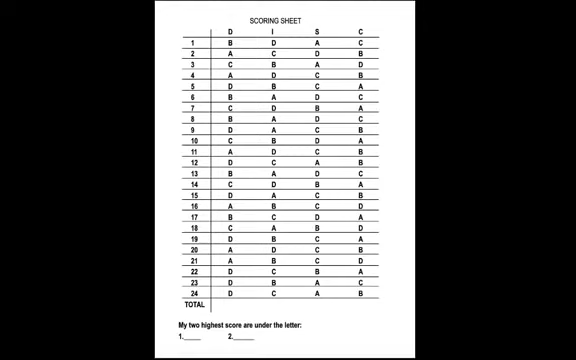 SCORING SHEET
D I S C
1 B D A C
2 A C D B
3 C B A D
4 A D C B
5 D B C A
6 B A D C
7 C D B A
8 B A D C
9 D A C B
10 C B D A
11 A D C B
12 D C A B
13 B A D C
14 C D B A
15 D A C B
16 A B C D
17 B C D A
18 C A B D
19 D B C A
20 A D C B
21 A B C D
22 D C B A
23 D B A C
24 D C A B
TOTAL
My two highest score are under the letter:
1._____ 2.______